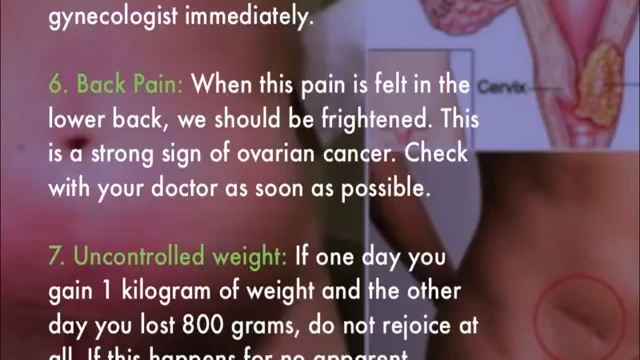 gynecologist immediately.
6. Back Pain: When this pain is felt in the
lower back, we should be frightened. This
is a strong sign of ovarian cancer. Check
with your doctor as soon as possible.
Cervix
7. Uncontrolled weight: If one day you
gain 1 kilogram of weight and the other
day you lost 800 grams, do not rejoice at
all. If this happens for no apparent